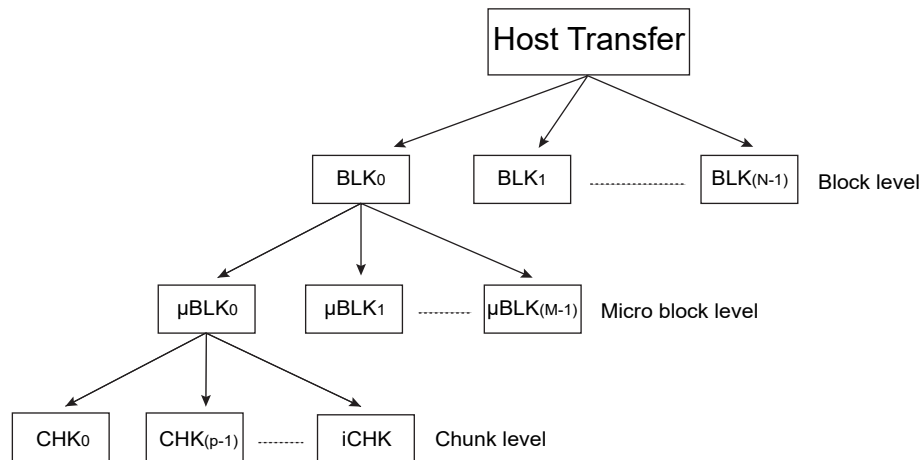 Host Transfer
BLK0 BLK1 BLK(N-1) Block level
µBLK0 µBLK1 µBLK(M-1) Micro block level
CHK0 CHK(p-1) iCHK Chunk level